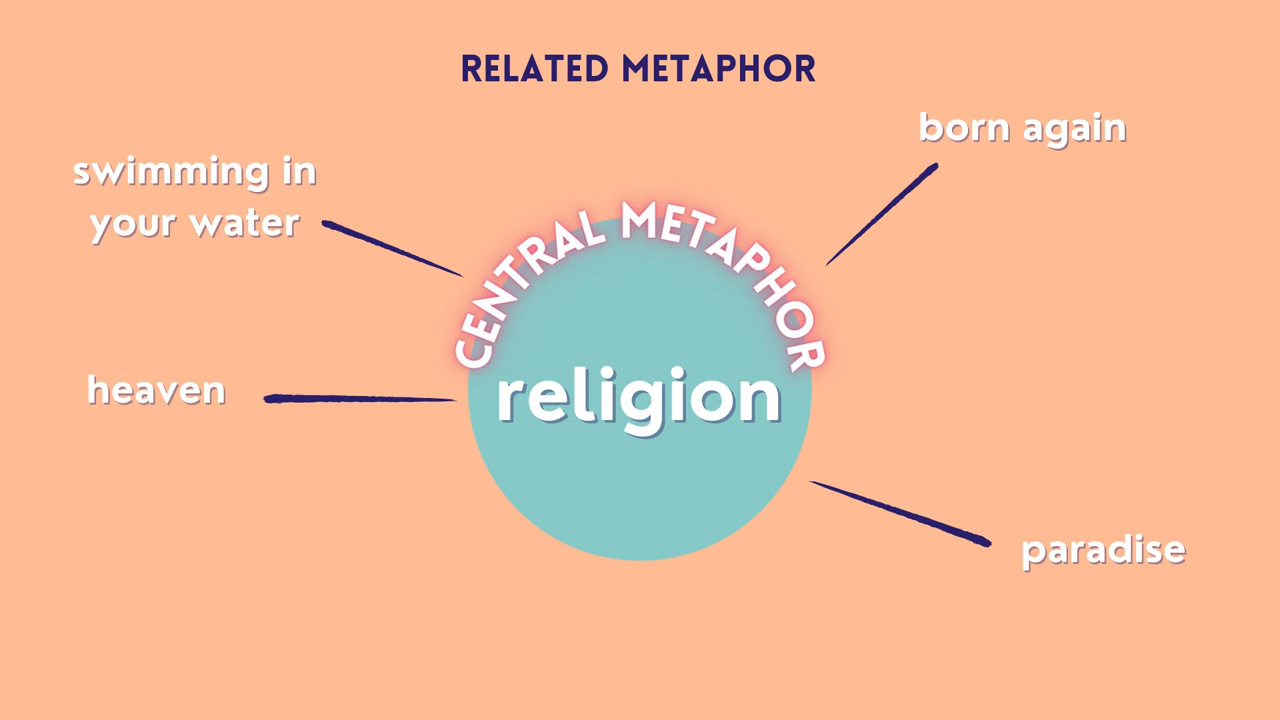 RELATED METAPHOR
born again
swimming in
your water
CENTRAL METAPHOR
religion
heaven
paradise